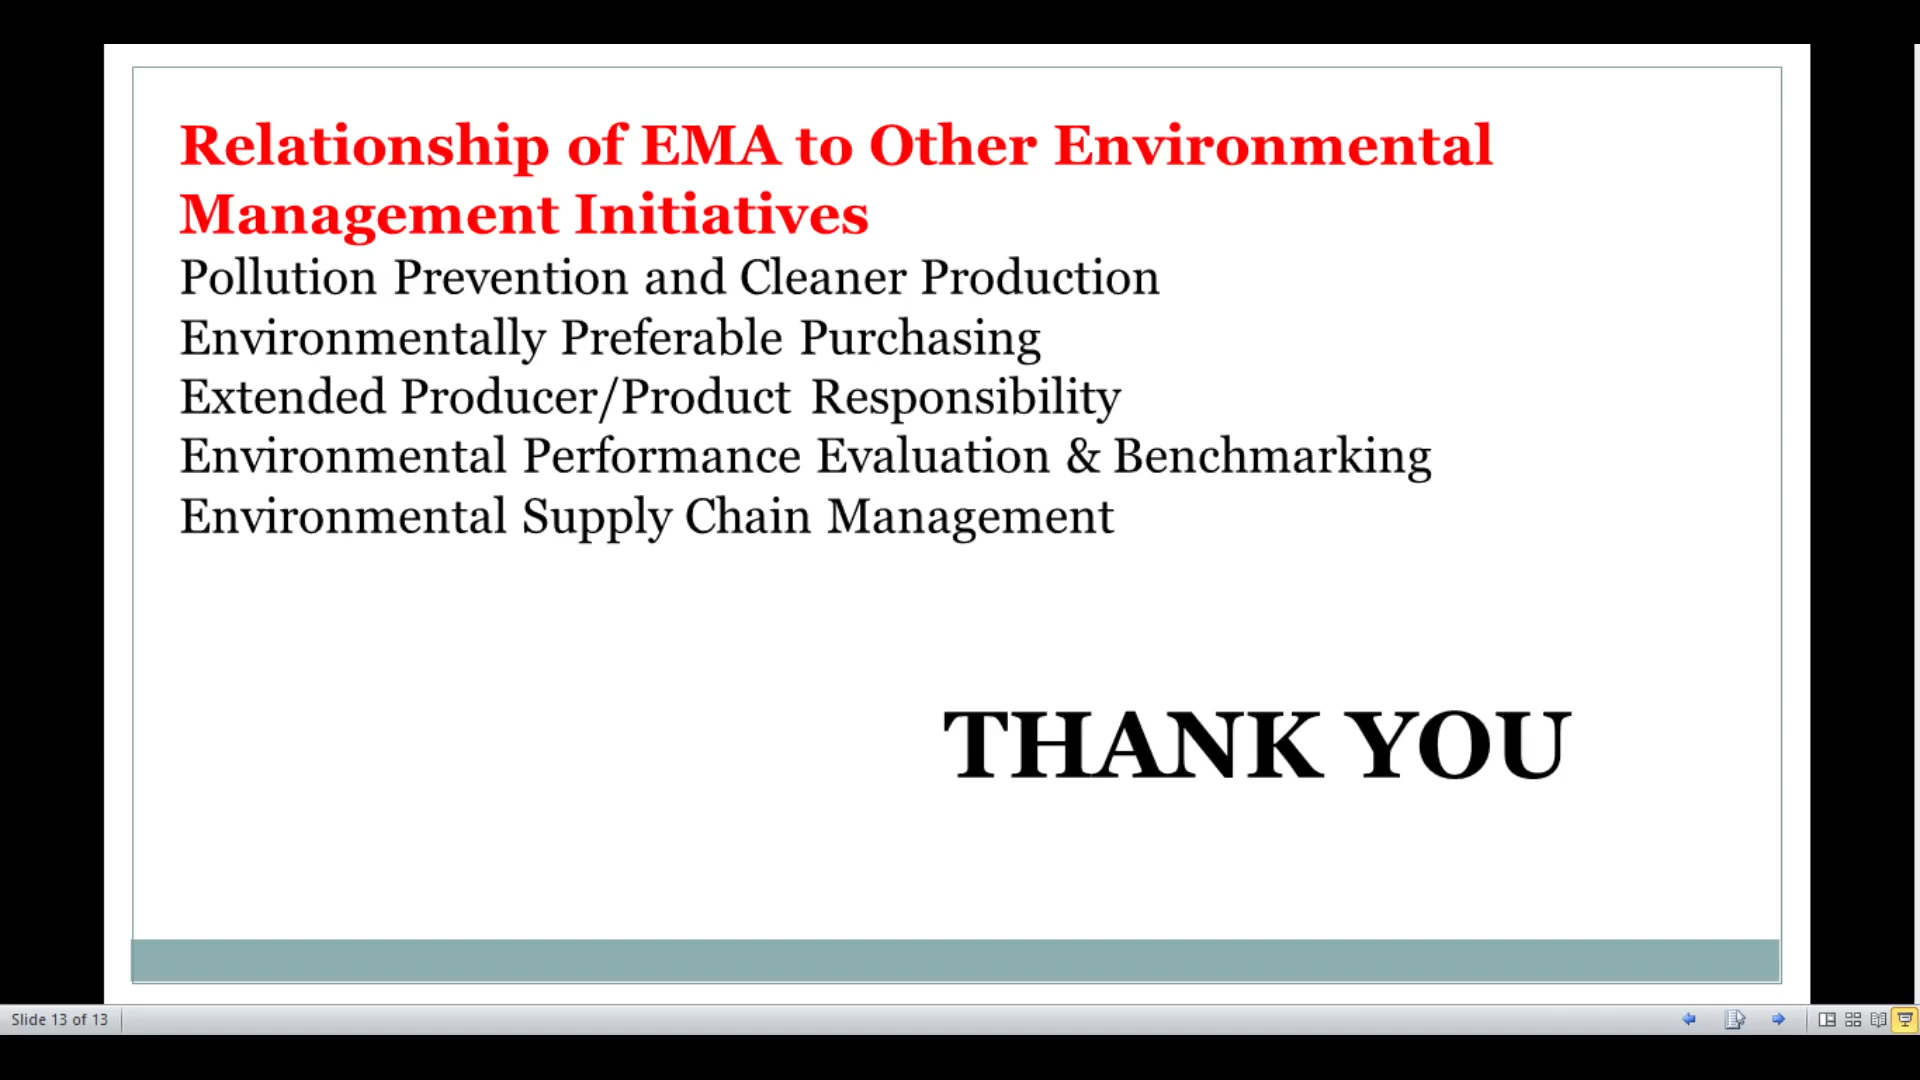 Relationship of EMA to Other Environmental
Management Initiatives
Pollution Prevention and Cleaner Production
Environmentally Preferable Purchasing
Extended Producer/Product Responsibility
Environmental Performance Evaluation & Benchmarking
Environmental Supply Chain Management
THANK YOU
Slide 13 of 13